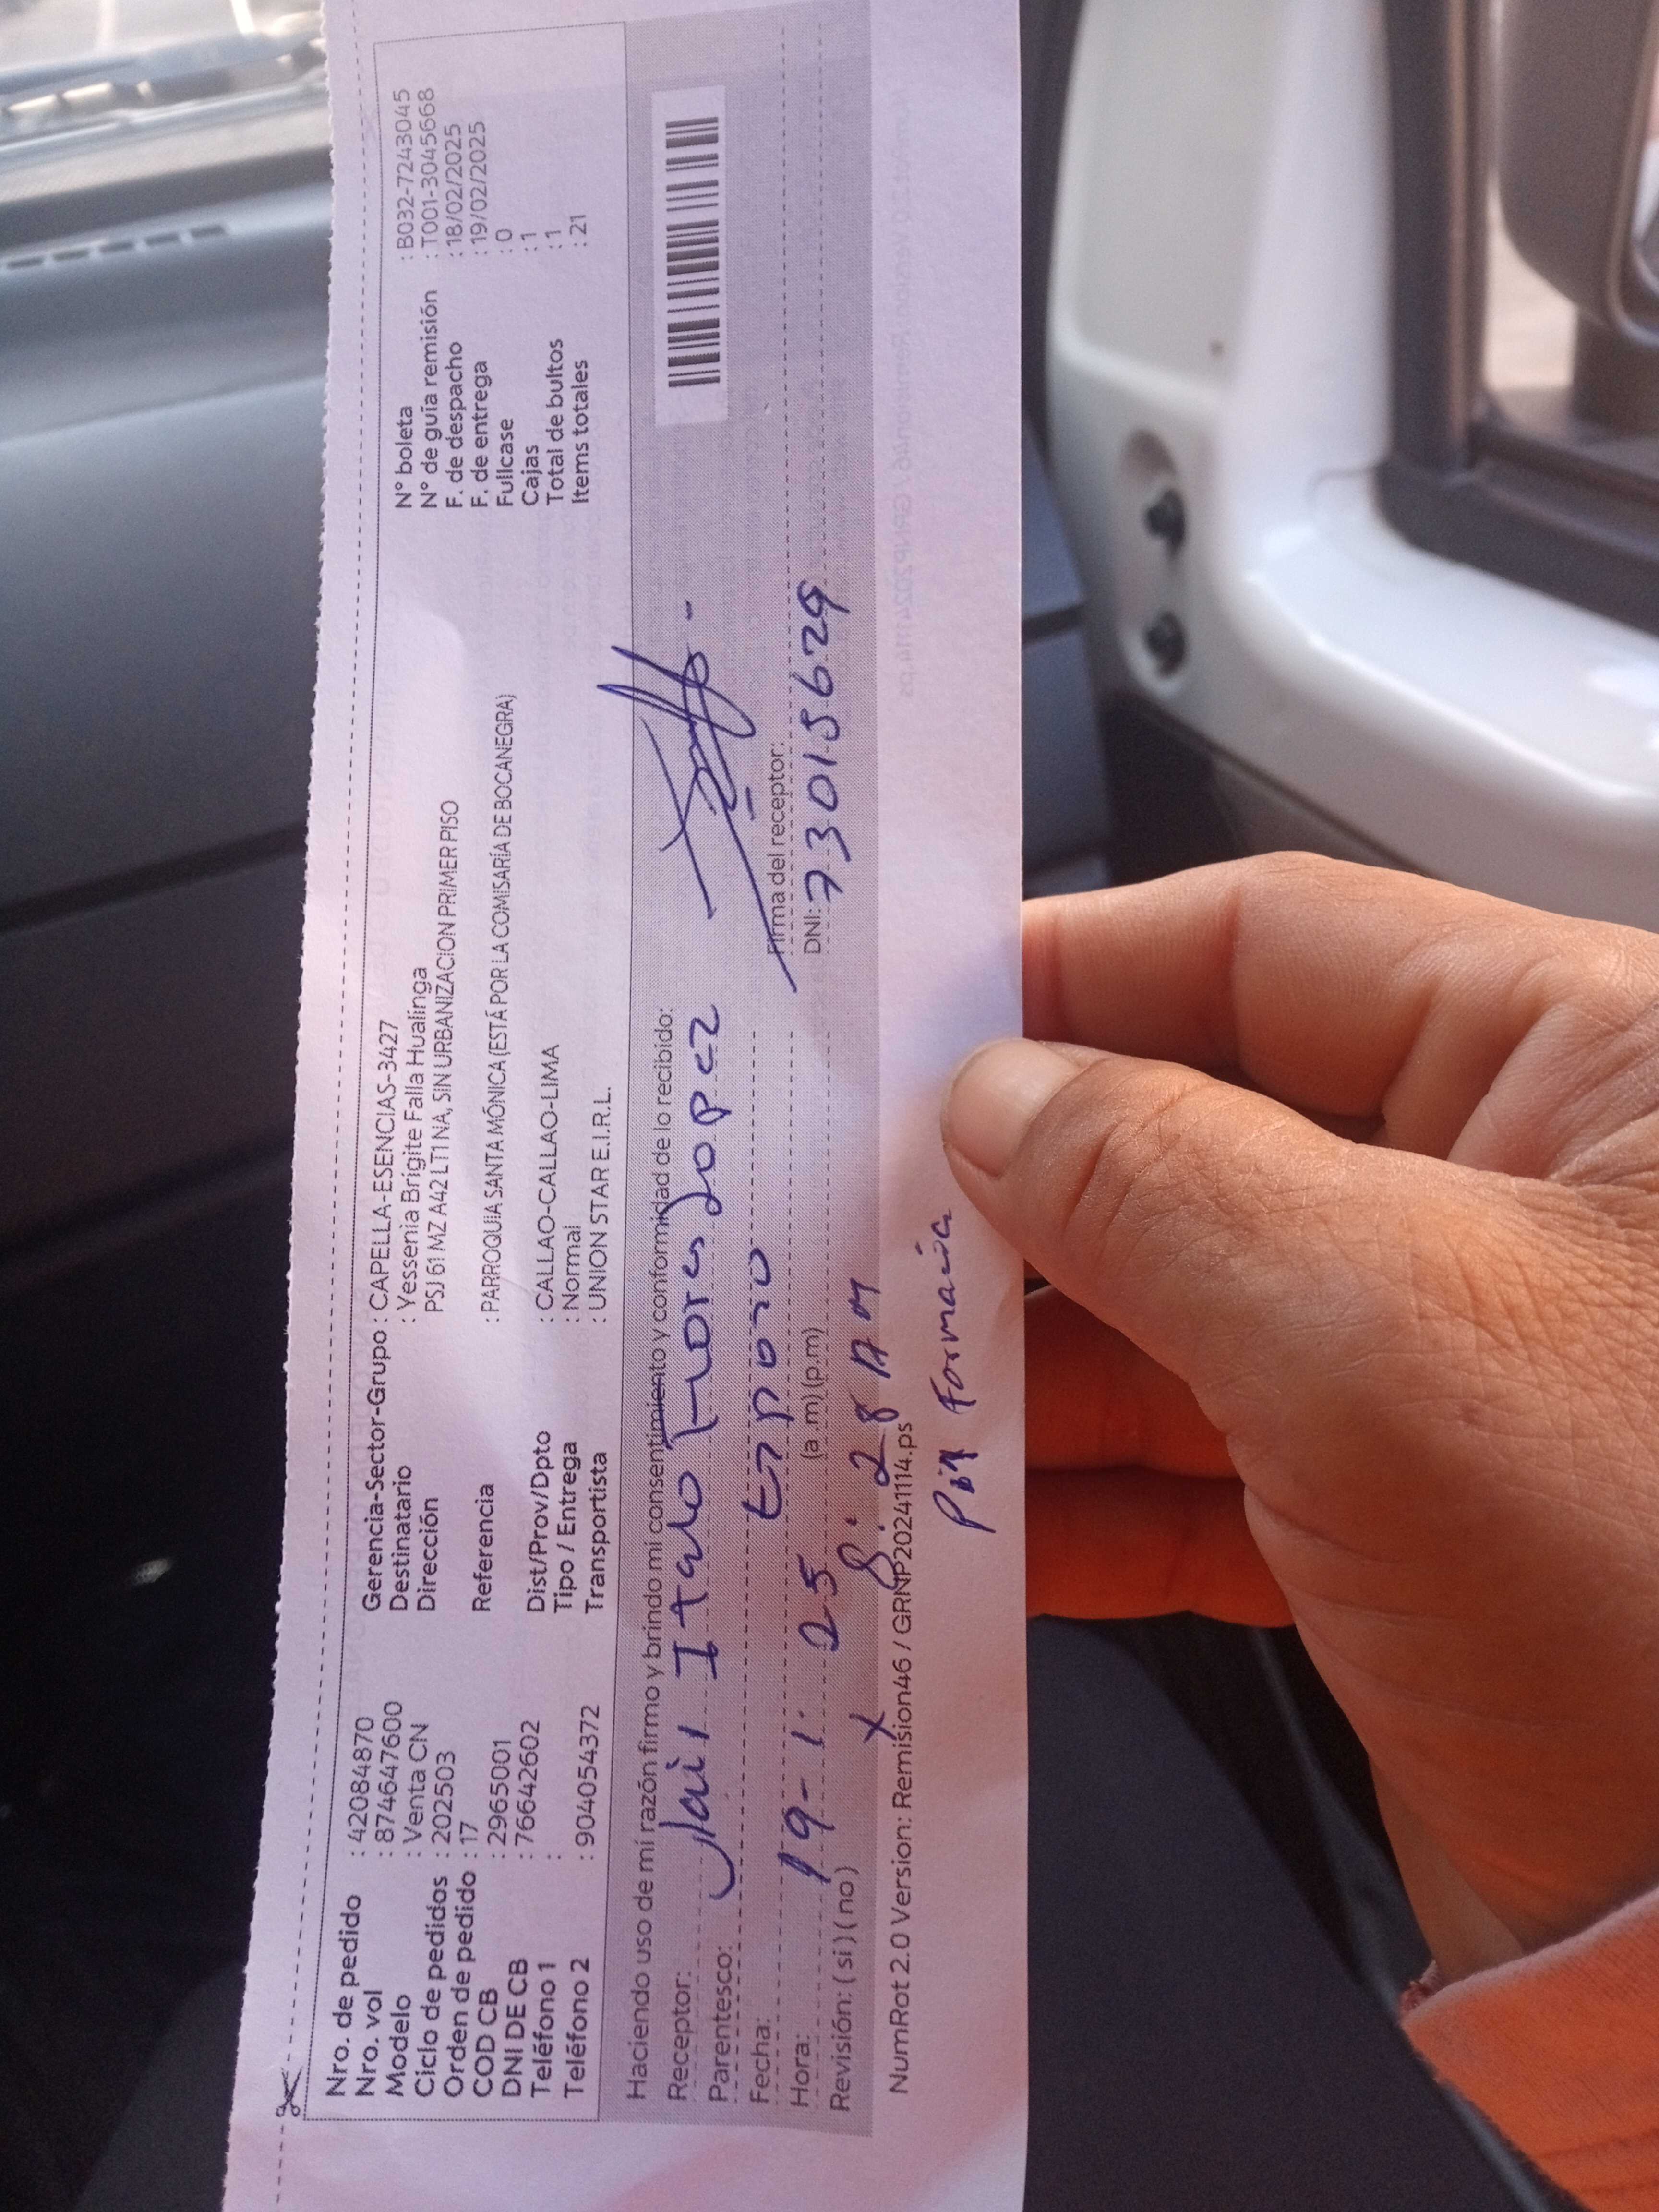 Nro. de pedido : 42084870
Nro. vol : 874647600
Modelo : Venta CN
Ciclo de pedidos : 202503
Orden de pedido : 17
COD CB : 2965001
DNI DE CB : 76642602
Teléfono 1 :
Teléfono 2 : 904054372
Gerencia-Sector-Grupo : CAPELLA-ESENCIAS-3427
Destinatario : Yessenia Brigite Falla Hualinga
Dirección PSJ 61 MZ A42 LT1 NA, SIN URBANIZACION PRIMER PISO
Referencia : PARROQUIA SANTA MÓNICA (ESTÁ POR LA COMISARÍA DE BOCANEGRA)
Dist/Prov/Dpto : CALLAO-CALLAO-LIMA
Tipo / Entrega : Normal
Transportista : UNION STAR E.I.R.L.
N° boleta : B032-7243045
N° de guía remisión : T001-3045668
F. de despacho : 18/02/2025
F. de entrega : 19/02/2025
Fullcase : 0
Cajas : 1
Total de bultos : 1
Items totales : 21
Haciendo uso de mí razón firmo y brindo mi consentimiento y conformidad de lo recibido:
Receptor: Jair Italo Flores Lopez
Parentesco: esposo
Fecha: 19-1. 25
Hora: 8:28 AM (a.m) (p.m)
Revisión: (si) (no)
Firma del receptor:
DNI: 73015629
NumRot 2.0 Version: Remision46 / GRNP20241114.ps